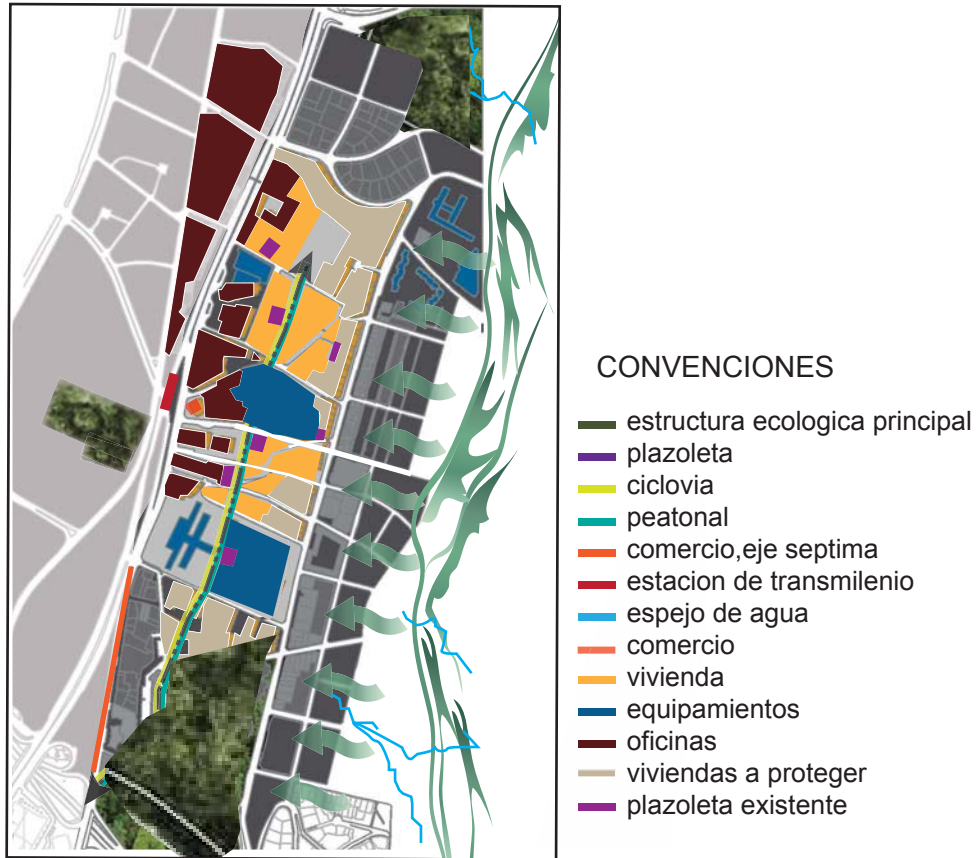 CONVENCIONES
estructura ecologica principal
plazoleta
ciclovia
peatonal
comercio,eje septima
estacion de transmilenio
espejo de agua
comercio
vivienda
equipamientos
oficinas
viviendas a proteger
plazoleta existente